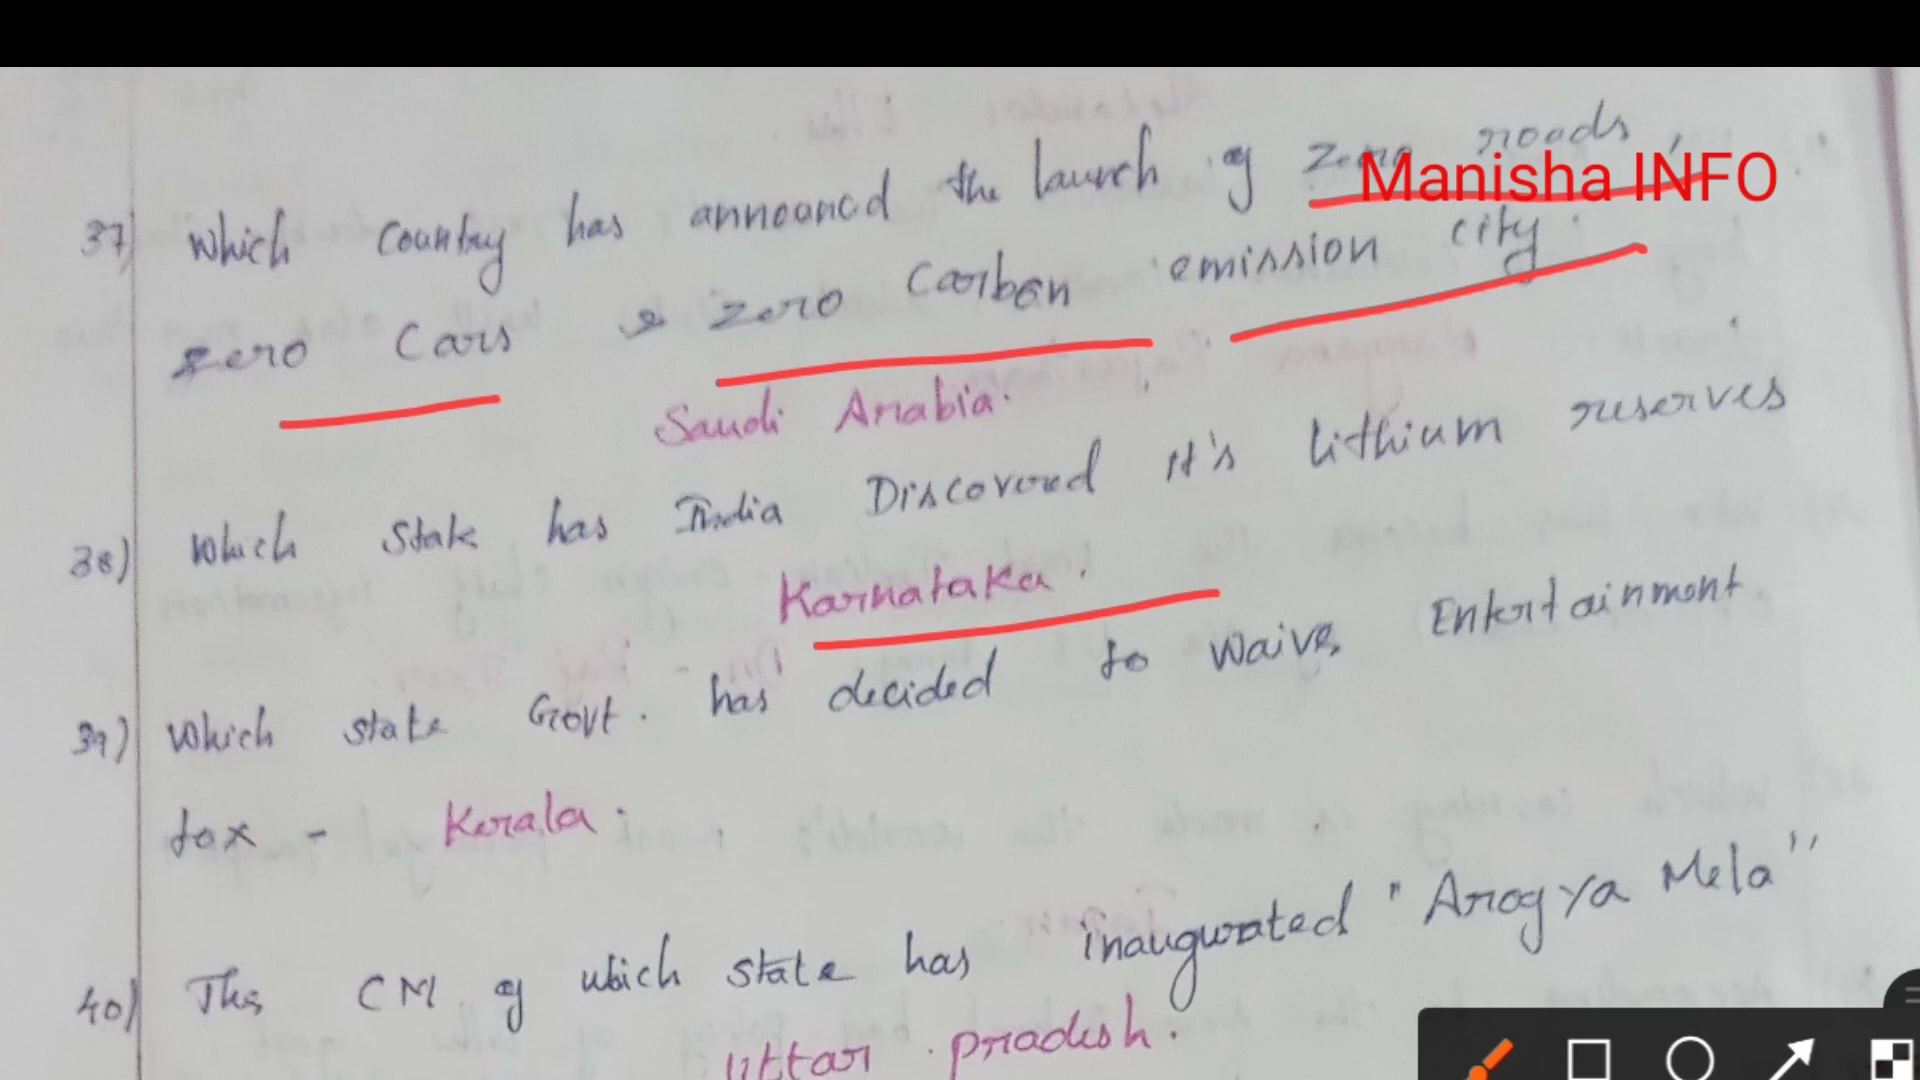 37) Which country has announcd the launch of zero roads,
Manisha INFO
zero cars & zero carbon emission city.
Saudi Arabia.
38) Which state has India Discovered it's lithium reserves
Karnataka.
39) Which state Govt. has decided to waive Entertainment
tax - Kerala.
40) The CM of which state has inaugurated "Arogya Mela"
Uttar pradesh.